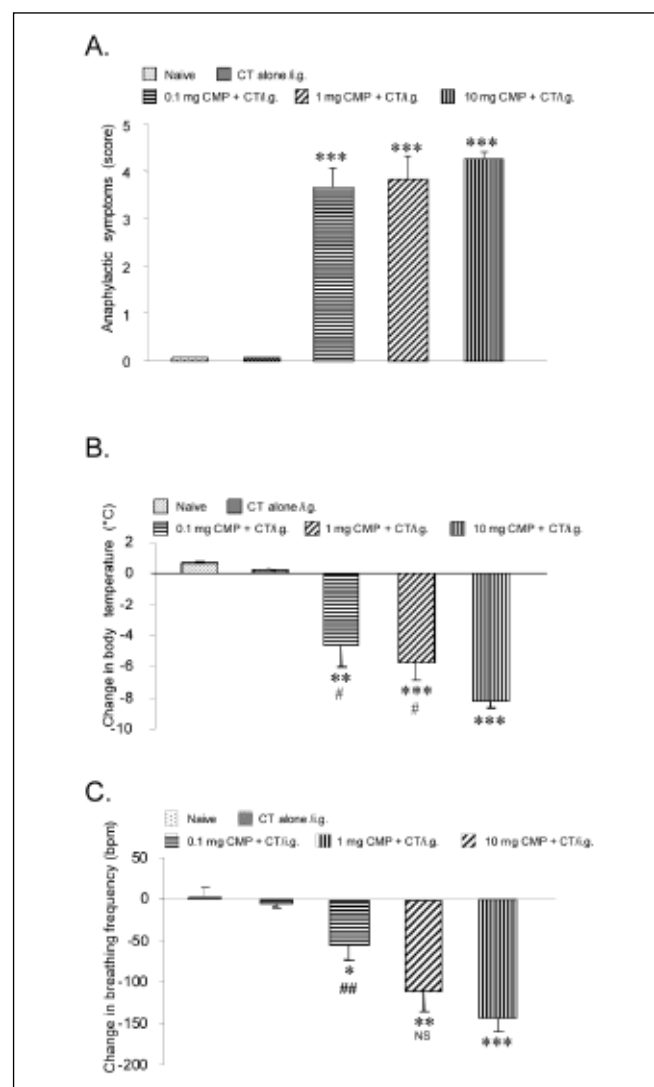 A.
Naive CT alone /i.g.
0.1 mg CMP + CT/i.g. 1 mg CMP + CT/i.g. 10 mg CMP + CT/i.g.
Anaphylactic symptoms (score)
5
4
3
2
1
0
*** *** ***
B.
Naive CT alone /i.g.
0.1 mg CMP + CT/i.g. 1 mg CMP + CT/i.g. 10 mg CMP + CT/i.g.
Change in body temperature (°C)
2
0
-2
-4
-6
-8
-10
** *** ***
# #
C.
Naive CT alone /i.g.
0.1 mg CMP + CT/i.g. 1 mg CMP + CT/i.g. 10 mg CMP + CT/i.g.
Change in breathing frequency (bpm)
50
0
-50
-100
-150
-200
* ** ***
## NS